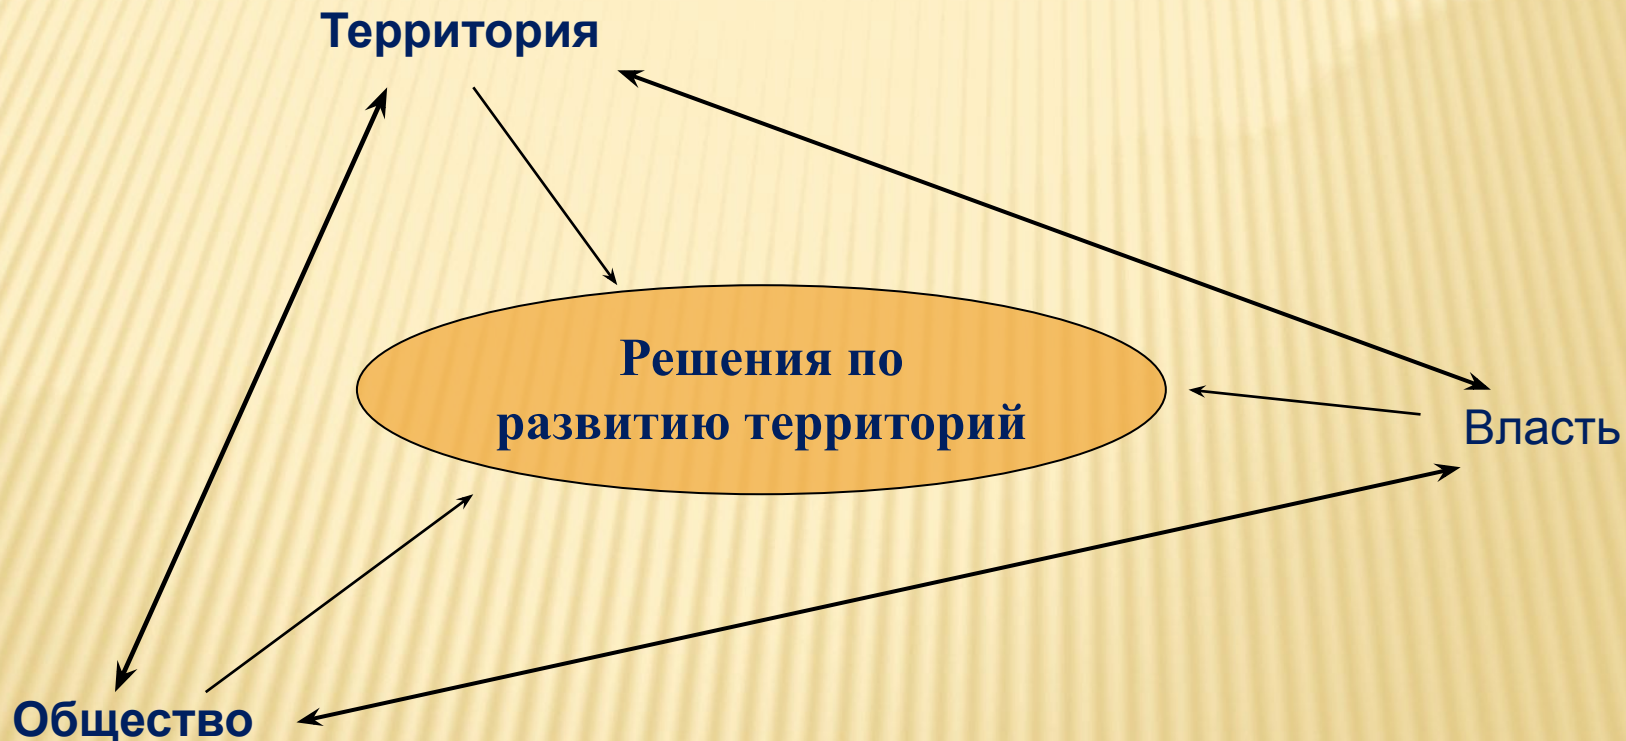 Территория
Решения по
развитию территорий
Власть
Общество